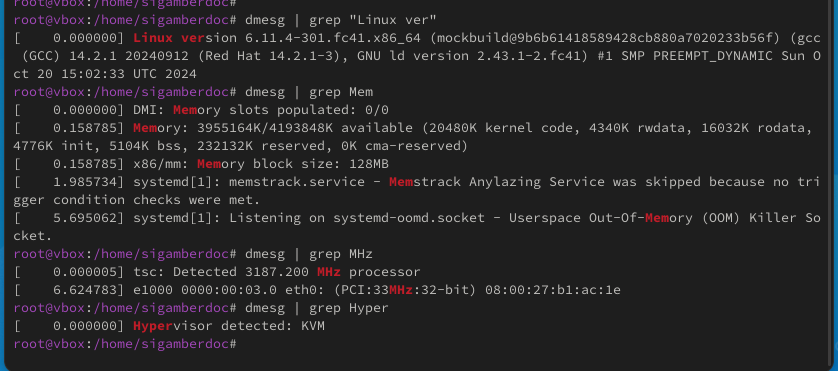 root@vbox:/home/sigamberdoc#
root@vbox:/home/sigamberdoc# dmesg | grep "Linux ver"
[    0.000000] Linux version 6.11.4-301.fc41.x86_64 (mockbuild@9b6b61418589428cb880a7020233b56f) (gcc
 (GCC) 14.2.1 20240912 (Red Hat 14.2.1-3), GNU ld version 2.43.1-2.fc41) #1 SMP PREEMPT_DYNAMIC Sun O
ct 20 15:02:33 UTC 2024
root@vbox:/home/sigamberdoc# dmesg | grep Mem
[    0.000000] DMI: Memory slots populated: 0/0
[    0.158785] Memory: 3955164K/4193848K available (20480K kernel code, 4340K rwdata, 16032K rodata,
4776K init, 5104K bss, 232132K reserved, 0K cma-reserved)
[    0.158785] x86/mm: Memory block size: 128MB
[    1.985734] systemd[1]: memstrack.service - Memstrack Anylazing Service was skipped because no tri
gger condition checks were met.
[    5.695062] systemd[1]: Listening on systemd-oomd.socket - Userspace Out-Of-Memory (OOM) Killer So
cket.
root@vbox:/home/sigamberdoc# dmesg | grep MHz
[    0.000005] tsc: Detected 3187.200 MHz processor
[    6.624783] e1000 0000:00:03.0 eth0: (PCI:33MHz:32-bit) 08:00:27:b1:ac:1e
root@vbox:/home/sigamberdoc# dmesg | grep Hyper
[    0.000000] Hypervisor detected: KVM
root@vbox:/home/sigamberdoc#